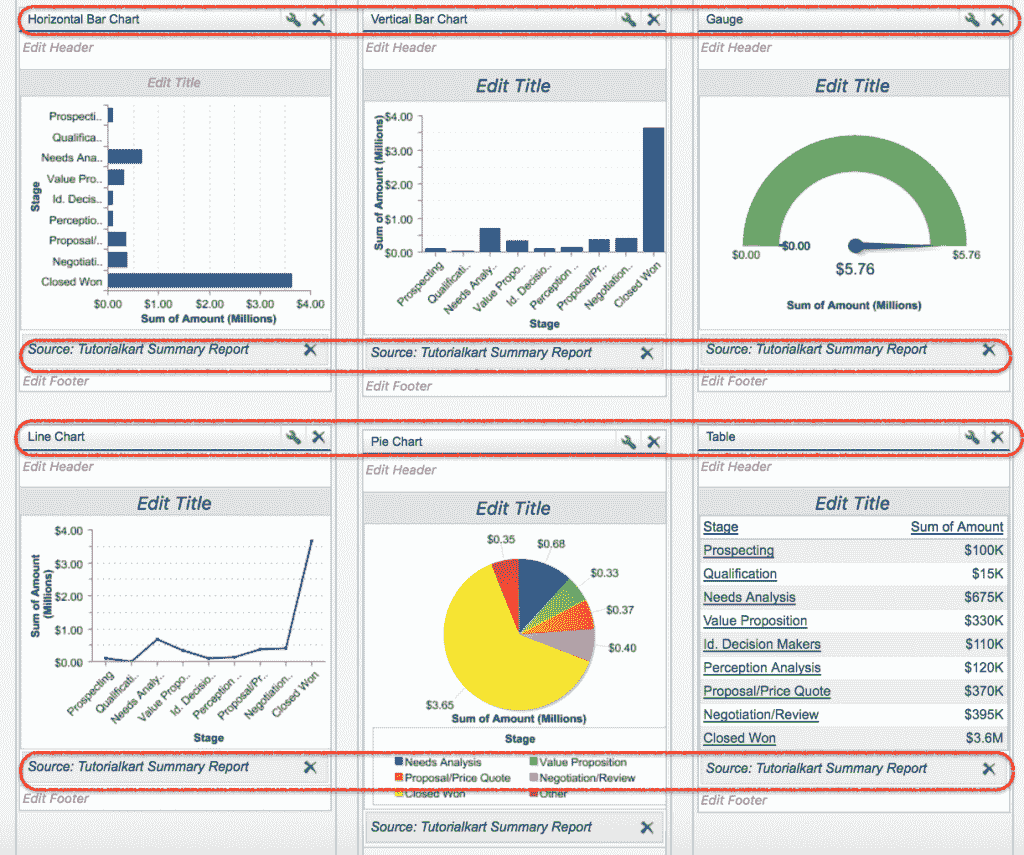 Horizontal Bar Chart
Edit Header
Edit Title
Stage
Prospecti..
Qualifica..
Needs Ana..
Value Pro..
Id. Decis..
Perceptio..
Proposal/..
Negotiati..
Closed Won
$0.00 $1.00 $2.00 $3.00 $4.00
Sum of Amount (Millions)
Source: Tutorialkart Summary Report
Edit Footer
Vertical Bar Chart
Edit Header
Edit Title
Sum of Amount (Millions)
$4.00
$3.00
$2.00
$1.00
$0.00
Prospecting
Qualificati..
Needs Analy..
Value Propo..
Id. Decisio..
Perception ..
Proposal/Pr..
Negotiation..
Closed Won
Stage
Source: Tutorialkart Summary Report
Edit Footer
Gauge
Edit Header
Edit Title
$0.00
$0.00
$5.76
$5.76
Sum of Amount (Millions)
Source: Tutorialkart Summary Report
Edit Footer
Line Chart
Edit Header
Edit Title
Sum of Amount
(Millions)
$4.00
$3.00
$2.00
$1.00
$0.00
Prospecting
Qualificati..
Needs Analy..
Value Propo..
Id. Decisio..
Perception ..
Proposal/Pr..
Negotiation..
Closed Won
Stage
Source: Tutorialkart Summary Report
Edit Footer
Pie Chart
Edit Header
Edit Title
$0.35
$0.68
$0.33
$0.37
$0.40
$3.65
Sum of Amount (Millions)
Stage
Needs Analysis Value Proposition
Proposal/Price Quote Negotiation/Review
Closed Won Other
Source: Tutorialkart Summary Report
Table
Edit Header
Edit Title
Stage Sum of Amount
Prospecting $100K
Qualification $15K
Needs Analysis $675K
Value Proposition $330K
Id. Decision Makers $110K
Perception Analysis $120K
Proposal/Price Quote $370K
Negotiation/Review $395K
Closed Won $3.6M
Source: Tutorialkart Summary Report
Edit Footer